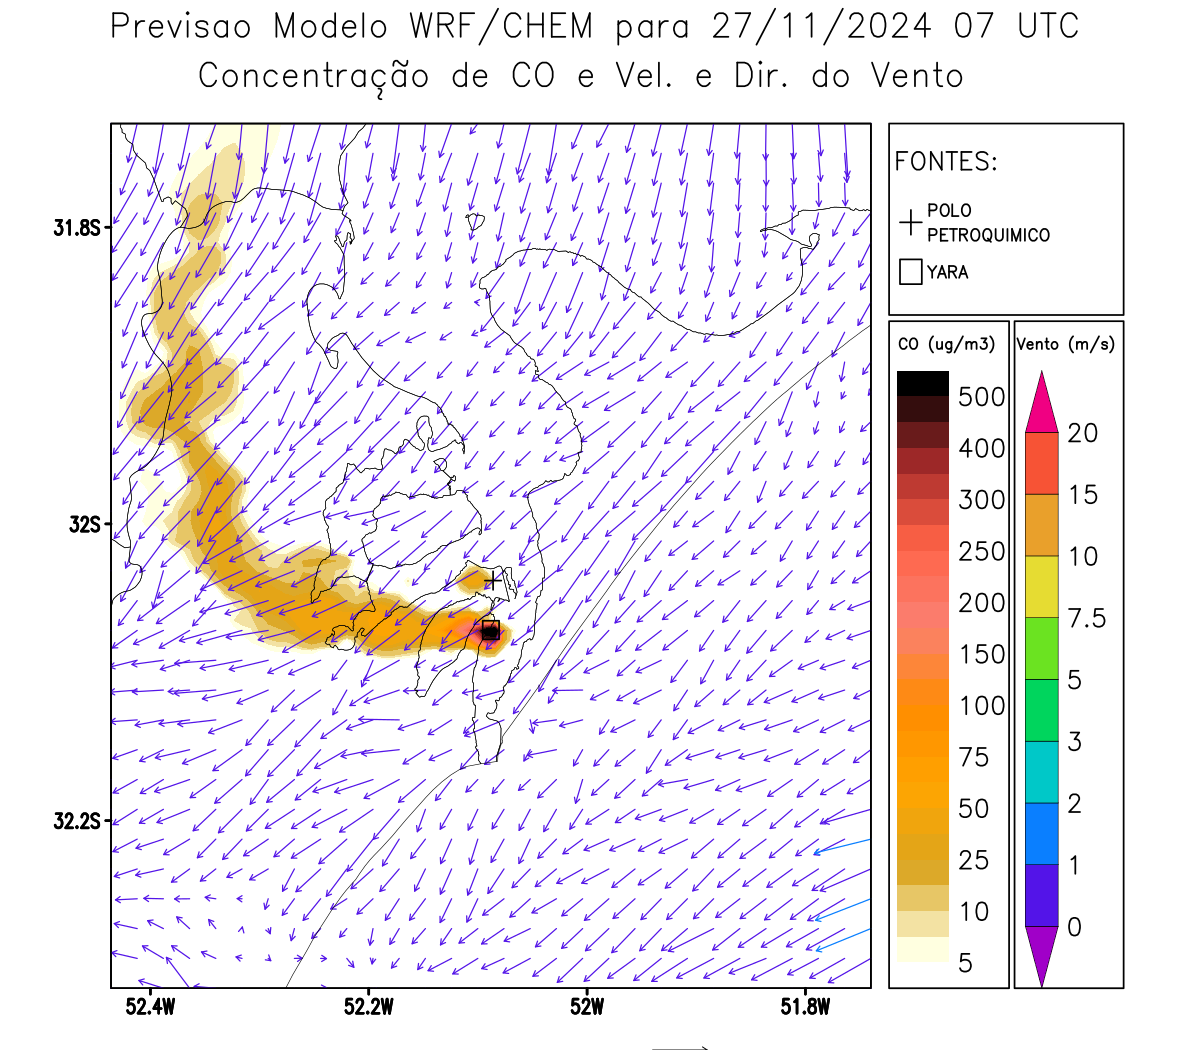 Previsao Modelo WRF/CHEM para 27/11/2024 07 UTC
Concentração de CO e Vel. e Dir. do Vento
FONTES:
POLO
PETROQUIMICO
YARA
CO (ug/m3)
500
400
300
250
200
150
100
75
50
25
10
5
Vento (m/s)
20
15
10
7.5
5
3
2
1
0
31.8S
32S
32.2S
52.4W
52.2W
52W
51.8W